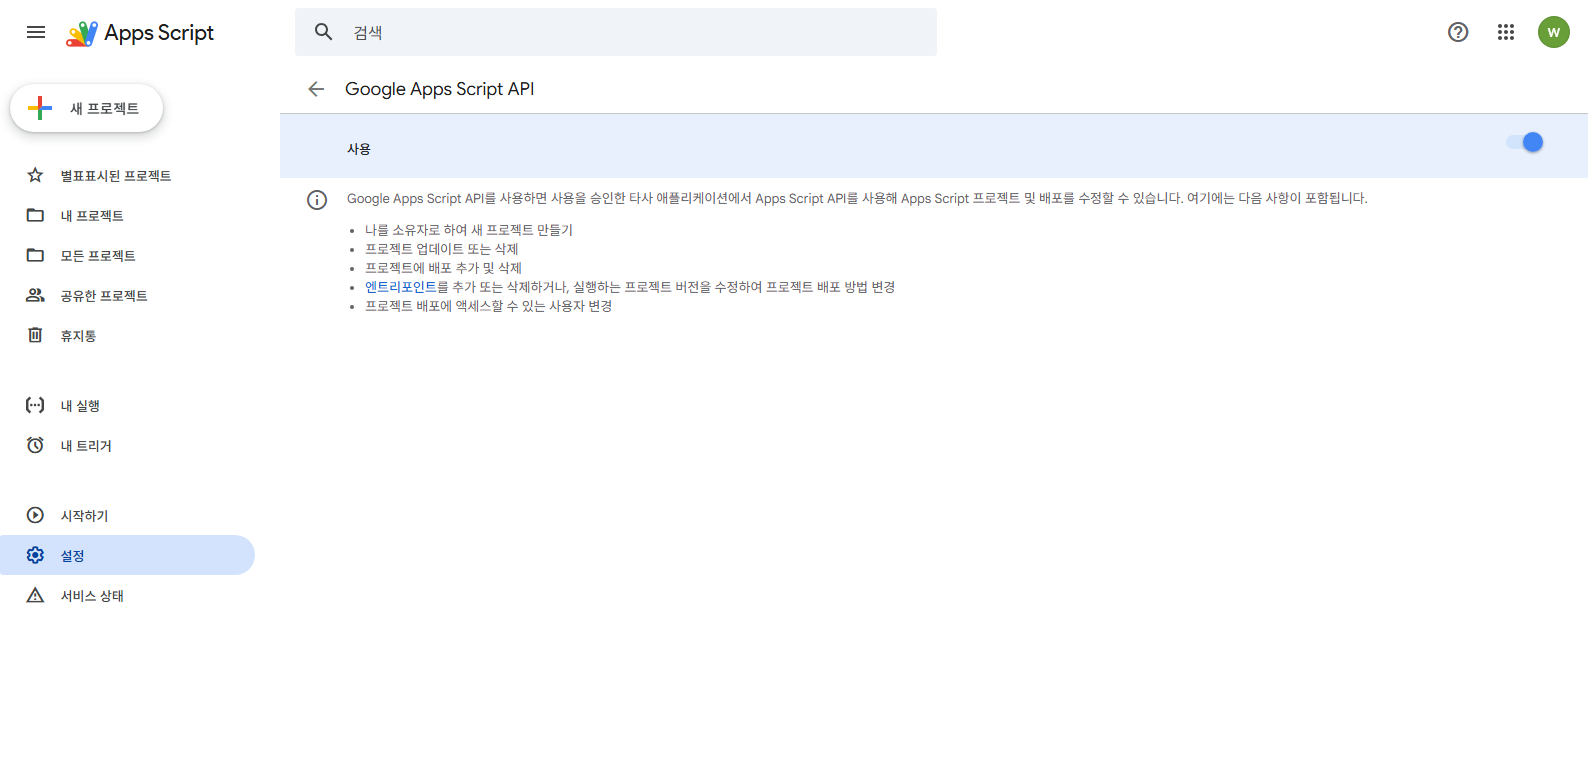 Apps Script
검색
W
새 프로젝트
Google Apps Script API
사용
별표표시된 프로젝트
내 프로젝트
모든 프로젝트
공유한 프로젝트
휴지통
내 실행
내 트리거
시작하기
설정
서비스 상태
Google Apps Script API를 사용하면 사용을 승인한 타사 애플리케이션에서 Apps Script API를 사용해 Apps Script 프로젝트 및 배포를 수정할 수 있습니다. 여기에는 다음 사항이 포함됩니다.
• 나를 소유자로 하여 새 프로젝트 만들기
• 프로젝트 업데이트 또는 삭제
• 프로젝트에 배포 추가 및 삭제
• 엔트리포인트를 추가 또는 삭제하거나, 실행하는 프로젝트 버전을 수정하여 프로젝트 배포 방법 변경
• 프로젝트 배포에 액세스할 수 있는 사용자 변경